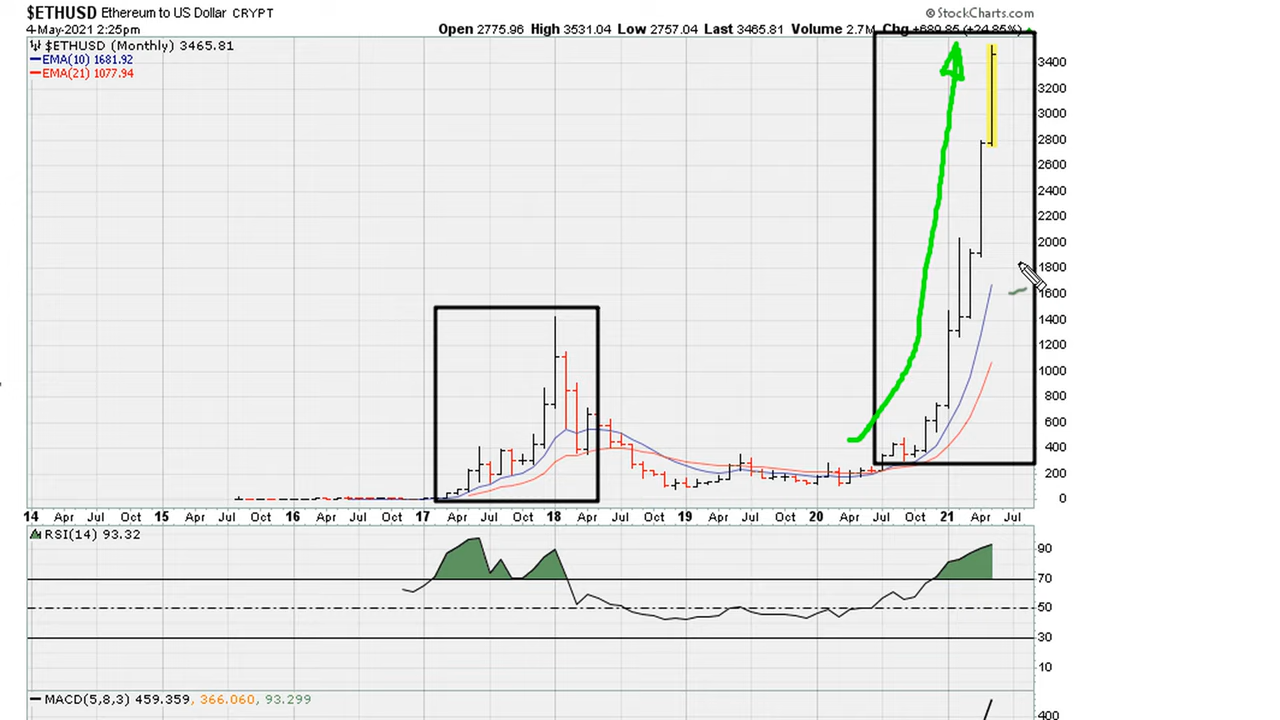 $ETHUSD Ethereum to US Dollar CRYPT
© StockCharts.com
4-May-2021 2:25pm
Open 2775.96 High 3531.04 Low 2757.04 Last 3465.81 Volume 2.7M Chg +689.85 (+24.85%)
$ETHUSD (Monthly) 3465.81
EMA(10) 1681.92
EMA(21) 1077.94
3400
3200
3000
2800
2600
2400
2200
2000
1800
1600
1400
1200
1000
800
600
400
200
0
14 Apr Jul Oct 15 Apr Jul Oct 16 Apr Jul Oct 17 Apr Jul Oct 18 Apr Jul Oct 19 Apr Jul Oct 20 Apr Jul Oct 21 Apr Jul
RSI(14) 93.32
90
70
50
30
10
MACD(5,8,3) 459.359, 366.060, 93.299
400